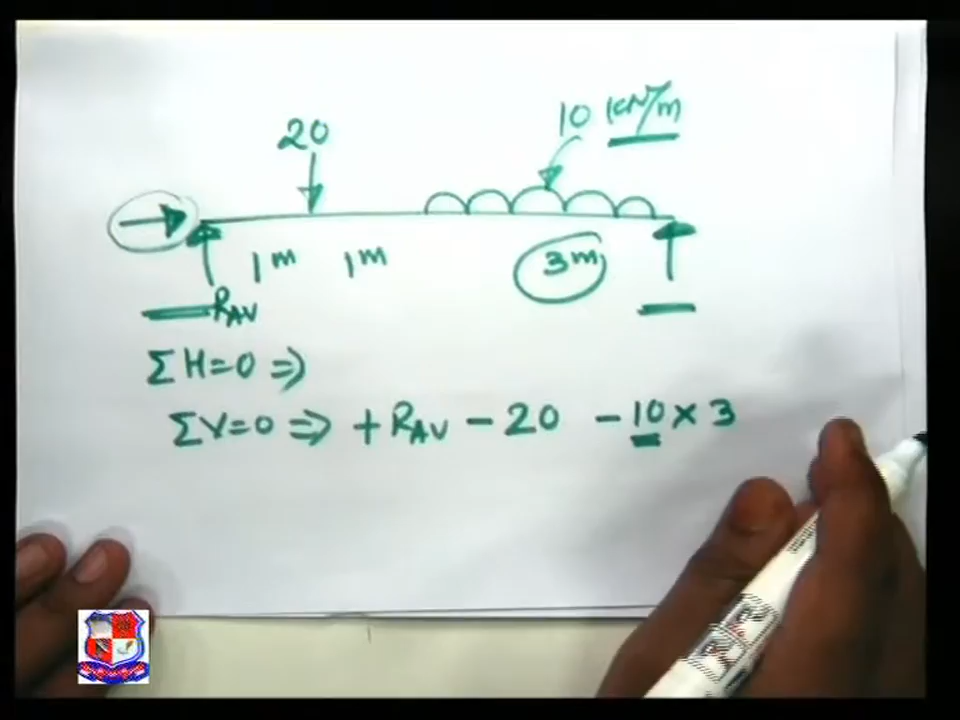 20
10 KN/m
1m 1m 3m
RAV
ΣH=0 ⇒
ΣV=0 ⇒ +RAV - 20 - 10 × 3